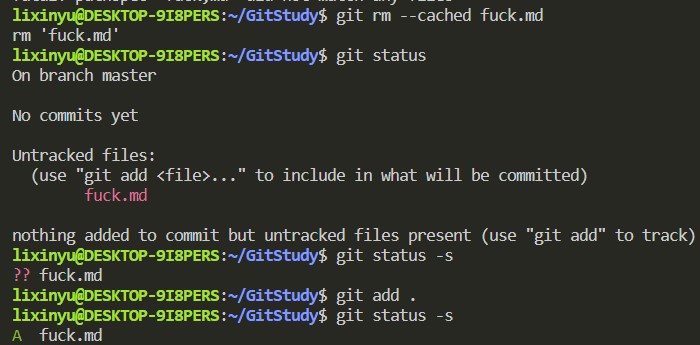 lixinyu@DESKTOP-9I8PERS:~/GitStudy$ git rm --cached fuck.md
rm 'fuck.md'
lixinyu@DESKTOP-9I8PERS:~/GitStudy$ git status
On branch master

No commits yet

Untracked files:
  (use "git add <file>..." to include in what will be committed)
        fuck.md

nothing added to commit but untracked files present (use "git add" to track)
lixinyu@DESKTOP-9I8PERS:~/GitStudy$ git status -s
?? fuck.md
lixinyu@DESKTOP-9I8PERS:~/GitStudy$ git add .
lixinyu@DESKTOP-9I8PERS:~/GitStudy$ git status -s
A  fuck.md